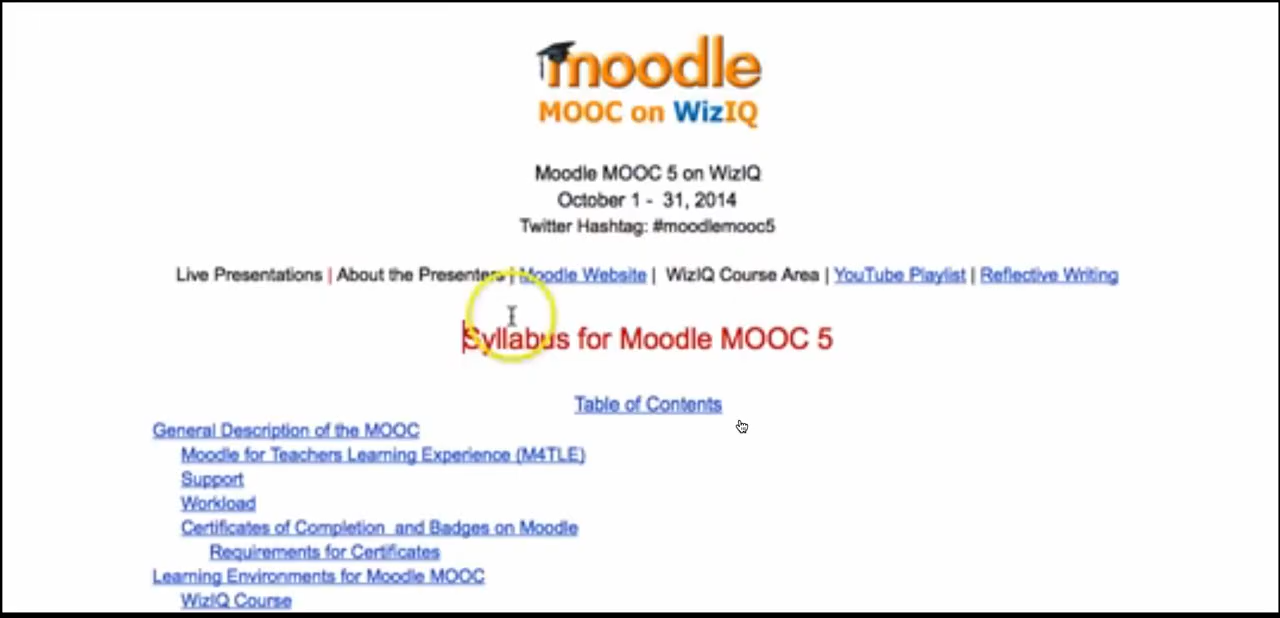 moodle
MOOC on WizIQ
Moodle MOOC 5 on WizIQ
October 1 - 31, 2014
Twitter Hashtag: #moodlemooc5
Live Presentations | About the Presenters | Moodle Website | WizIQ Course Area | YouTube Playlist | Reflective Writing
Syllabus for Moodle MOOC 5
Table of Contents
General Description of the MOOC
Moodle for Teachers Learning Experience (M4TLE)
Support
Workload
Certificates of Completion and Badges on Moodle
Requirements for Certificates
Learning Environments for Moodle MOOC
WizIQ Course